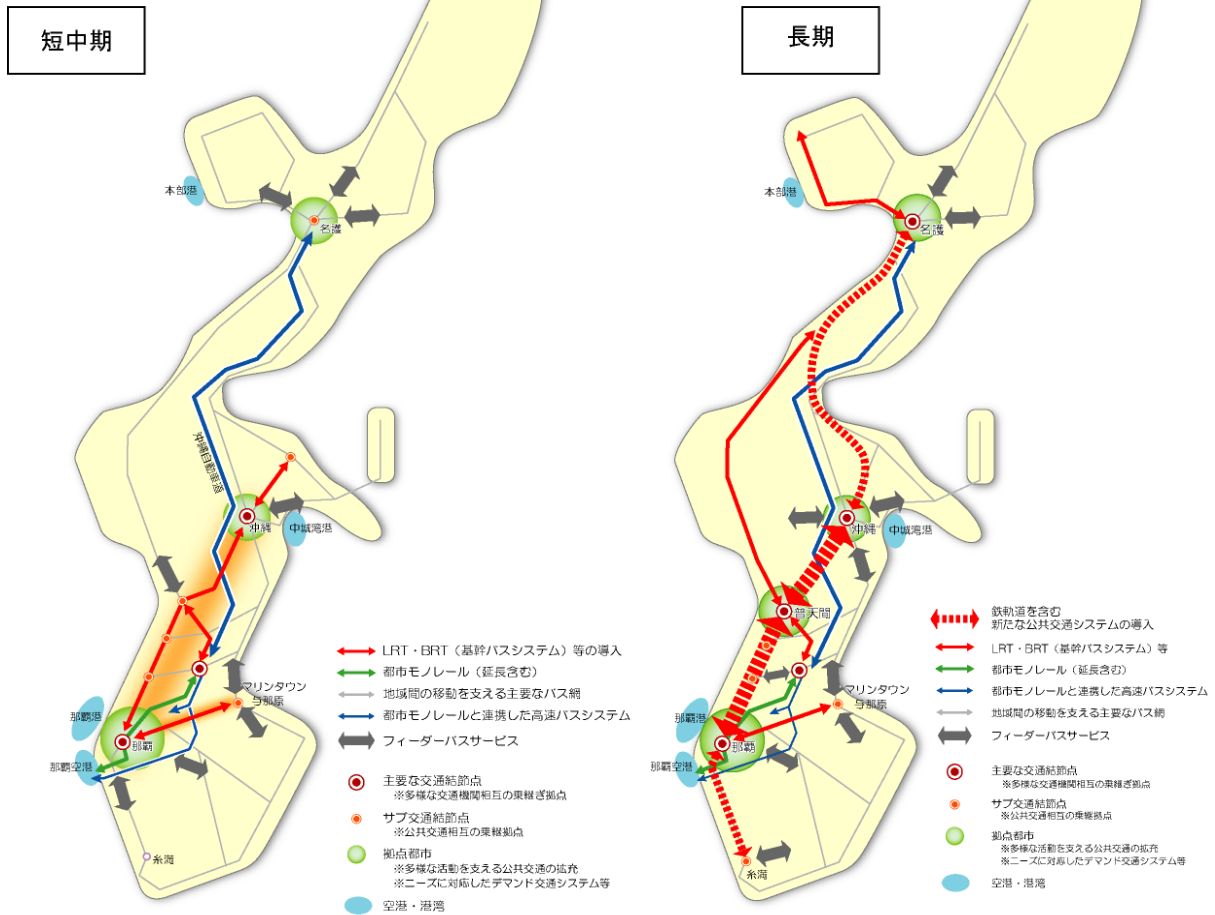 短中期
本部港
名護
沖縄自動車道
沖縄
中城湾港
マリンタウン
与那原
那覇港
那覇
那覇空港
糸満
LRT・BRT（基幹バスシステム）等の導入
都市モノレール（延長含む）
地域間の移動を支える主要なバス網
都市モノレールと連携した高速バスシステム
フィーダーバスサービス
主要な交通結節点
※多様な交通機関相互の乗継ぎ拠点
サブ交通結節点
※公共交通相互の乗継拠点
拠点都市
※多様な活動を支える公共交通の拡充
※ニーズに対応したデマンド交通システム等
空港・港湾
長期
本部港
名護
沖縄
中城湾港
普天間
マリンタウン
与那原
那覇港
那覇
那覇空港
糸満
鉄軌道を含む
新たな公共交通システムの導入
LRT・BRT（基幹バスシステム）等
都市モノレール（延長含む）
都市モノレールと連携した高速バスシステム
地域間の移動を支える主要なバス網
フィーダーバスサービス
主要な交通結節点
※多様な交通機関相互の乗継ぎ拠点
サブ交通結節点
※公共交通相互の乗継拠点
拠点都市
※多様な活動を支える公共交通の拡充
※ニーズに対応したデマンド交通システム等
空港・港湾